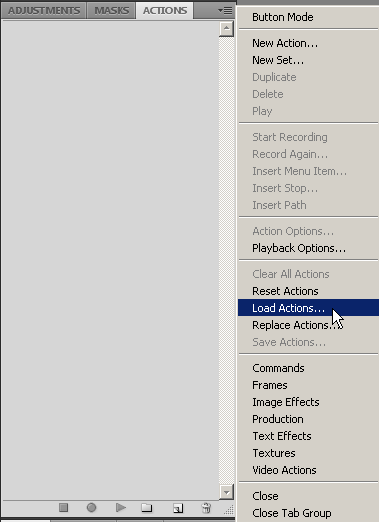 ADJUSTMENTS MASKS ACTIONS
Button Mode
New Action...
New Set...
Duplicate
Delete
Play
Start Recording
Record Again...
Insert Menu Item...
Insert Stop...
Insert Path
Action Options...
Playback Options...
Clear All Actions
Reset Actions
Load Actions...
Replace Actions...
Save Actions...
Commands
Frames
Image Effects
Production
Text Effects
Textures
Video Actions
Close
Close Tab Group